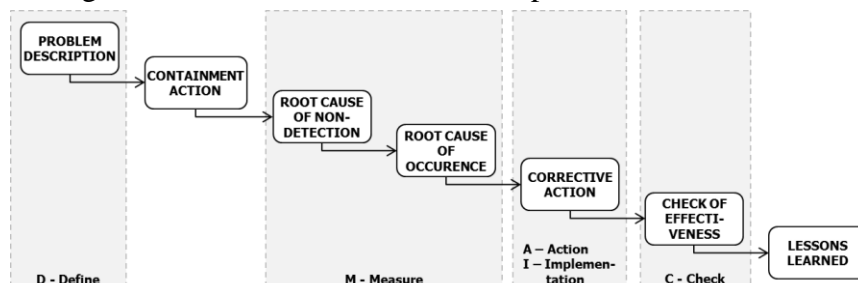 PROBLEM
DESCRIPTION
CONTAINMENT
ACTION
ROOT CAUSE
OF NON-
DETECTION
ROOT CAUSE
OF
OCCURENCE
CORRECTIVE
ACTION
CHECK OF
EFFECTI-
VENESS
LESSONS
LEARNED
D - Define
M - Measure
A – Action
I – Implemen-
tation
C - Check